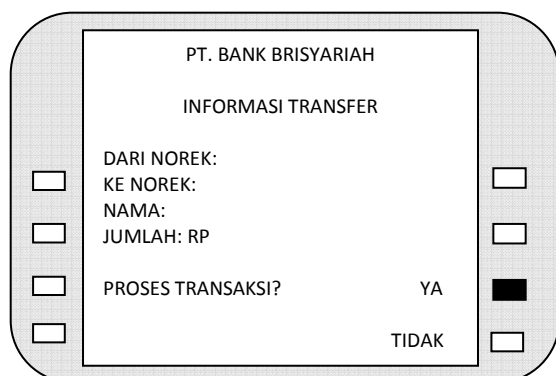 PT. BANK BRISYARIAH
INFORMASI TRANSFER
DARI NOREK:
KE NOREK:
NAMA:
JUMLAH: RP
PROSES TRANSAKSI? YA
TIDAK